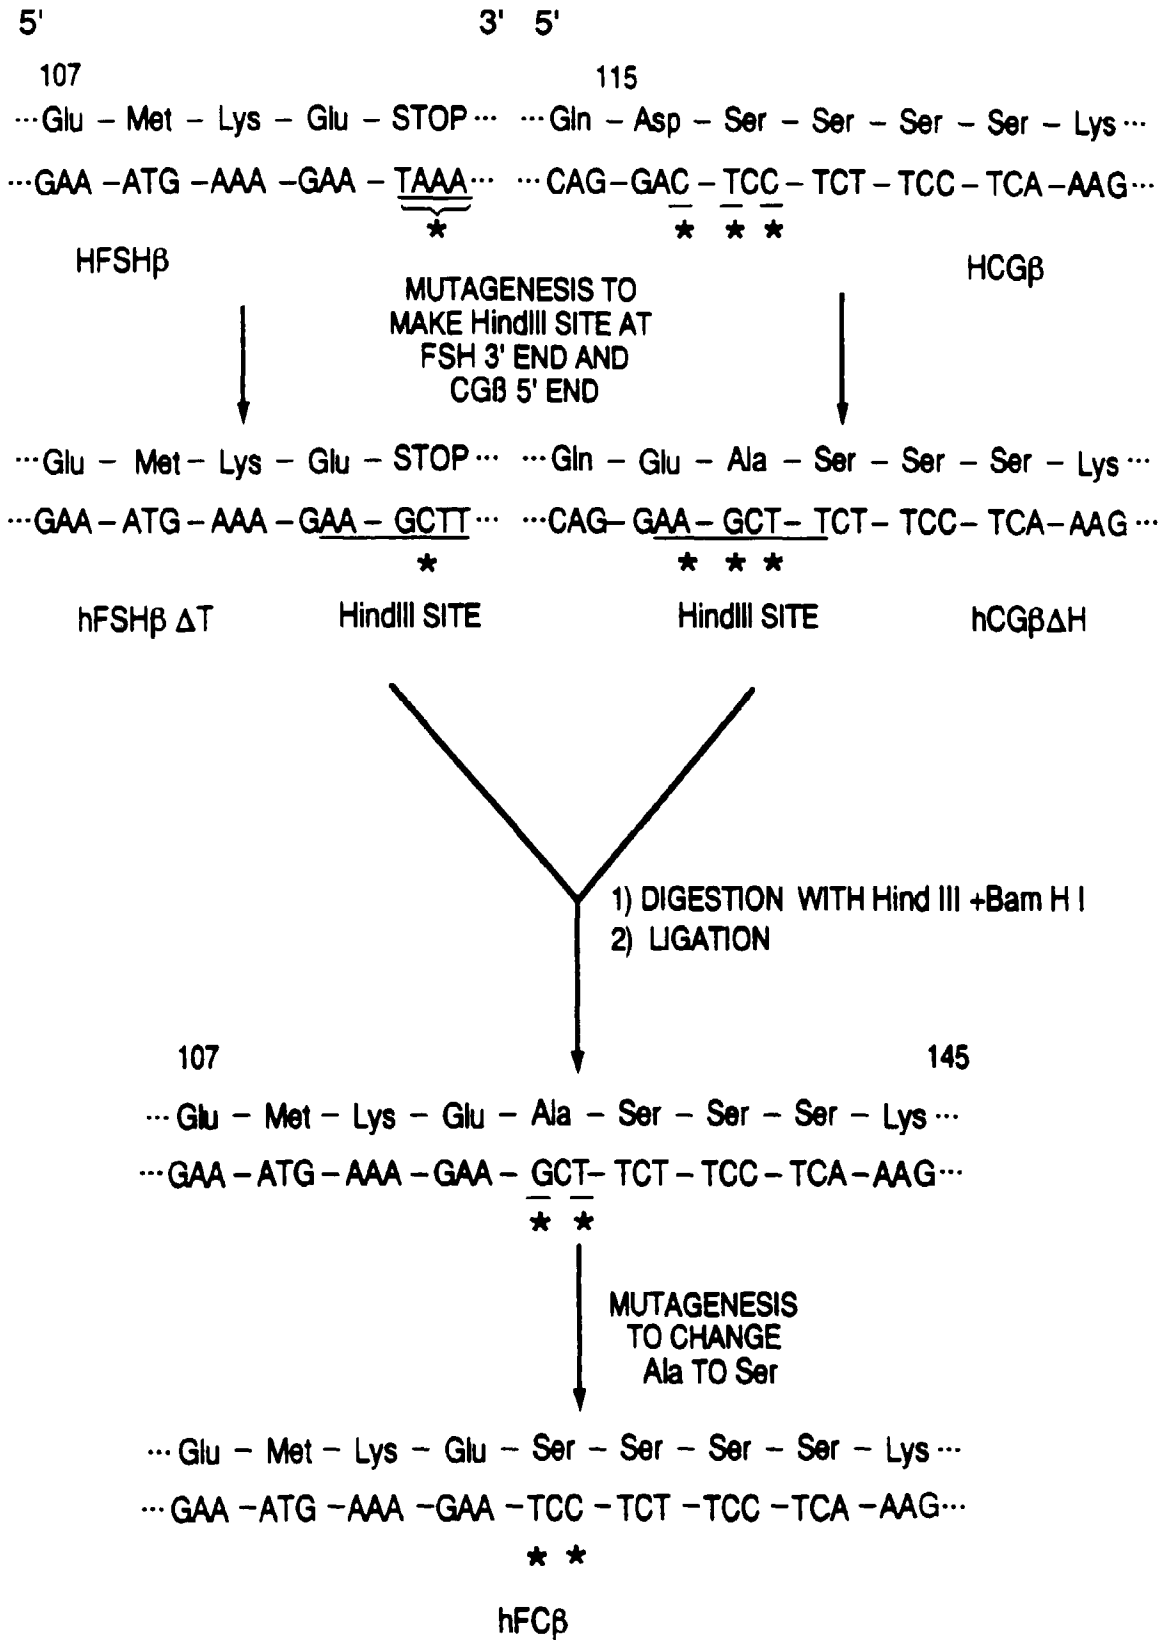 5' 3' 5'
107 115
···Glu – Met – Lys – Glu – STOP··· ···Gln – Asp – Ser – Ser – Ser – Ser – Lys···
···GAA –ATG –AAA –GAA – TAAA··· ···CAG–GAC – TCC – TCT – TCC – TCA –AAG···
* * * *
HFSHβ HCGβ
MUTAGENESIS TO
MAKE HindIII SITE AT
FSH 3' END AND
CGβ 5' END
···Glu – Met – Lys – Glu – STOP··· ···Gln – Glu – Ala – Ser – Ser – Ser – Lys···
···GAA – ATG – AAA – GAA – GCTT··· ···CAG– GAA – GCT – TCT – TCC – TCA – AAG···
* * * *
hFSHβ ΔT HindIII SITE HindIII SITE hCGβΔH
1) DIGESTION WITH Hind III +Bam H I
2) LIGATION
107 145
··· Glu – Met – Lys – Glu – Ala – Ser – Ser – Ser – Lys ···
···GAA – ATG – AAA – GAA – GCT– TCT – TCC – TCA – AAG···
* *
MUTAGENESIS
TO CHANGE
Ala TO Ser
··· Glu – Met – Lys – Glu – Ser – Ser – Ser – Ser – Lys ···
··· GAA –ATG –AAA –GAA – TCC – TCT – TCC – TCA – AAG···
* *
hFCβ